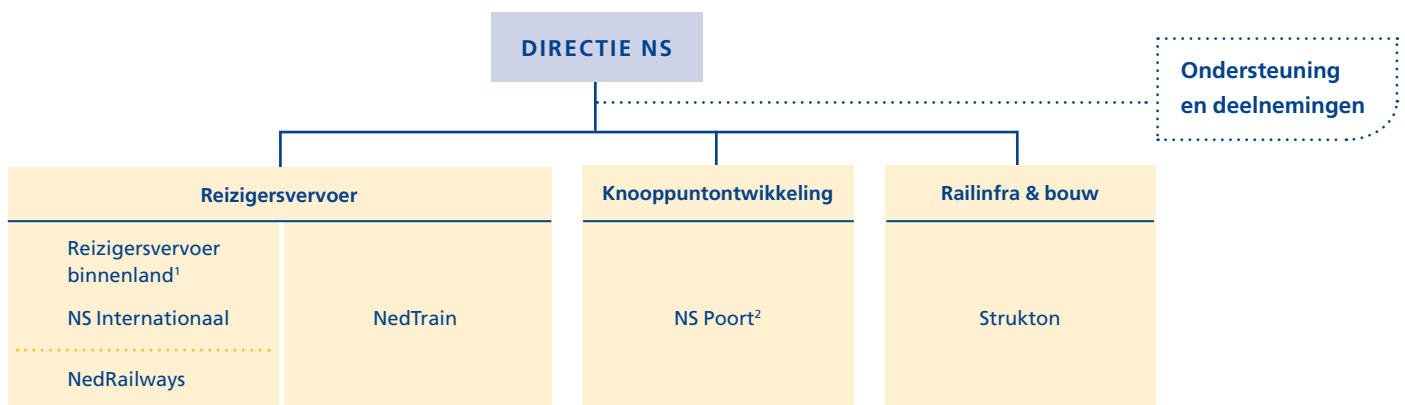 DIRECTIE NS
Ondersteuning
en deelnemingen
Reizigersvervoer
Knooppuntontwikkeling
Railinfra & bouw
Reizigersvervoer
binnenland¹
NS Internationaal
NedTrain
NS Poort²
Strukton
NedRailways